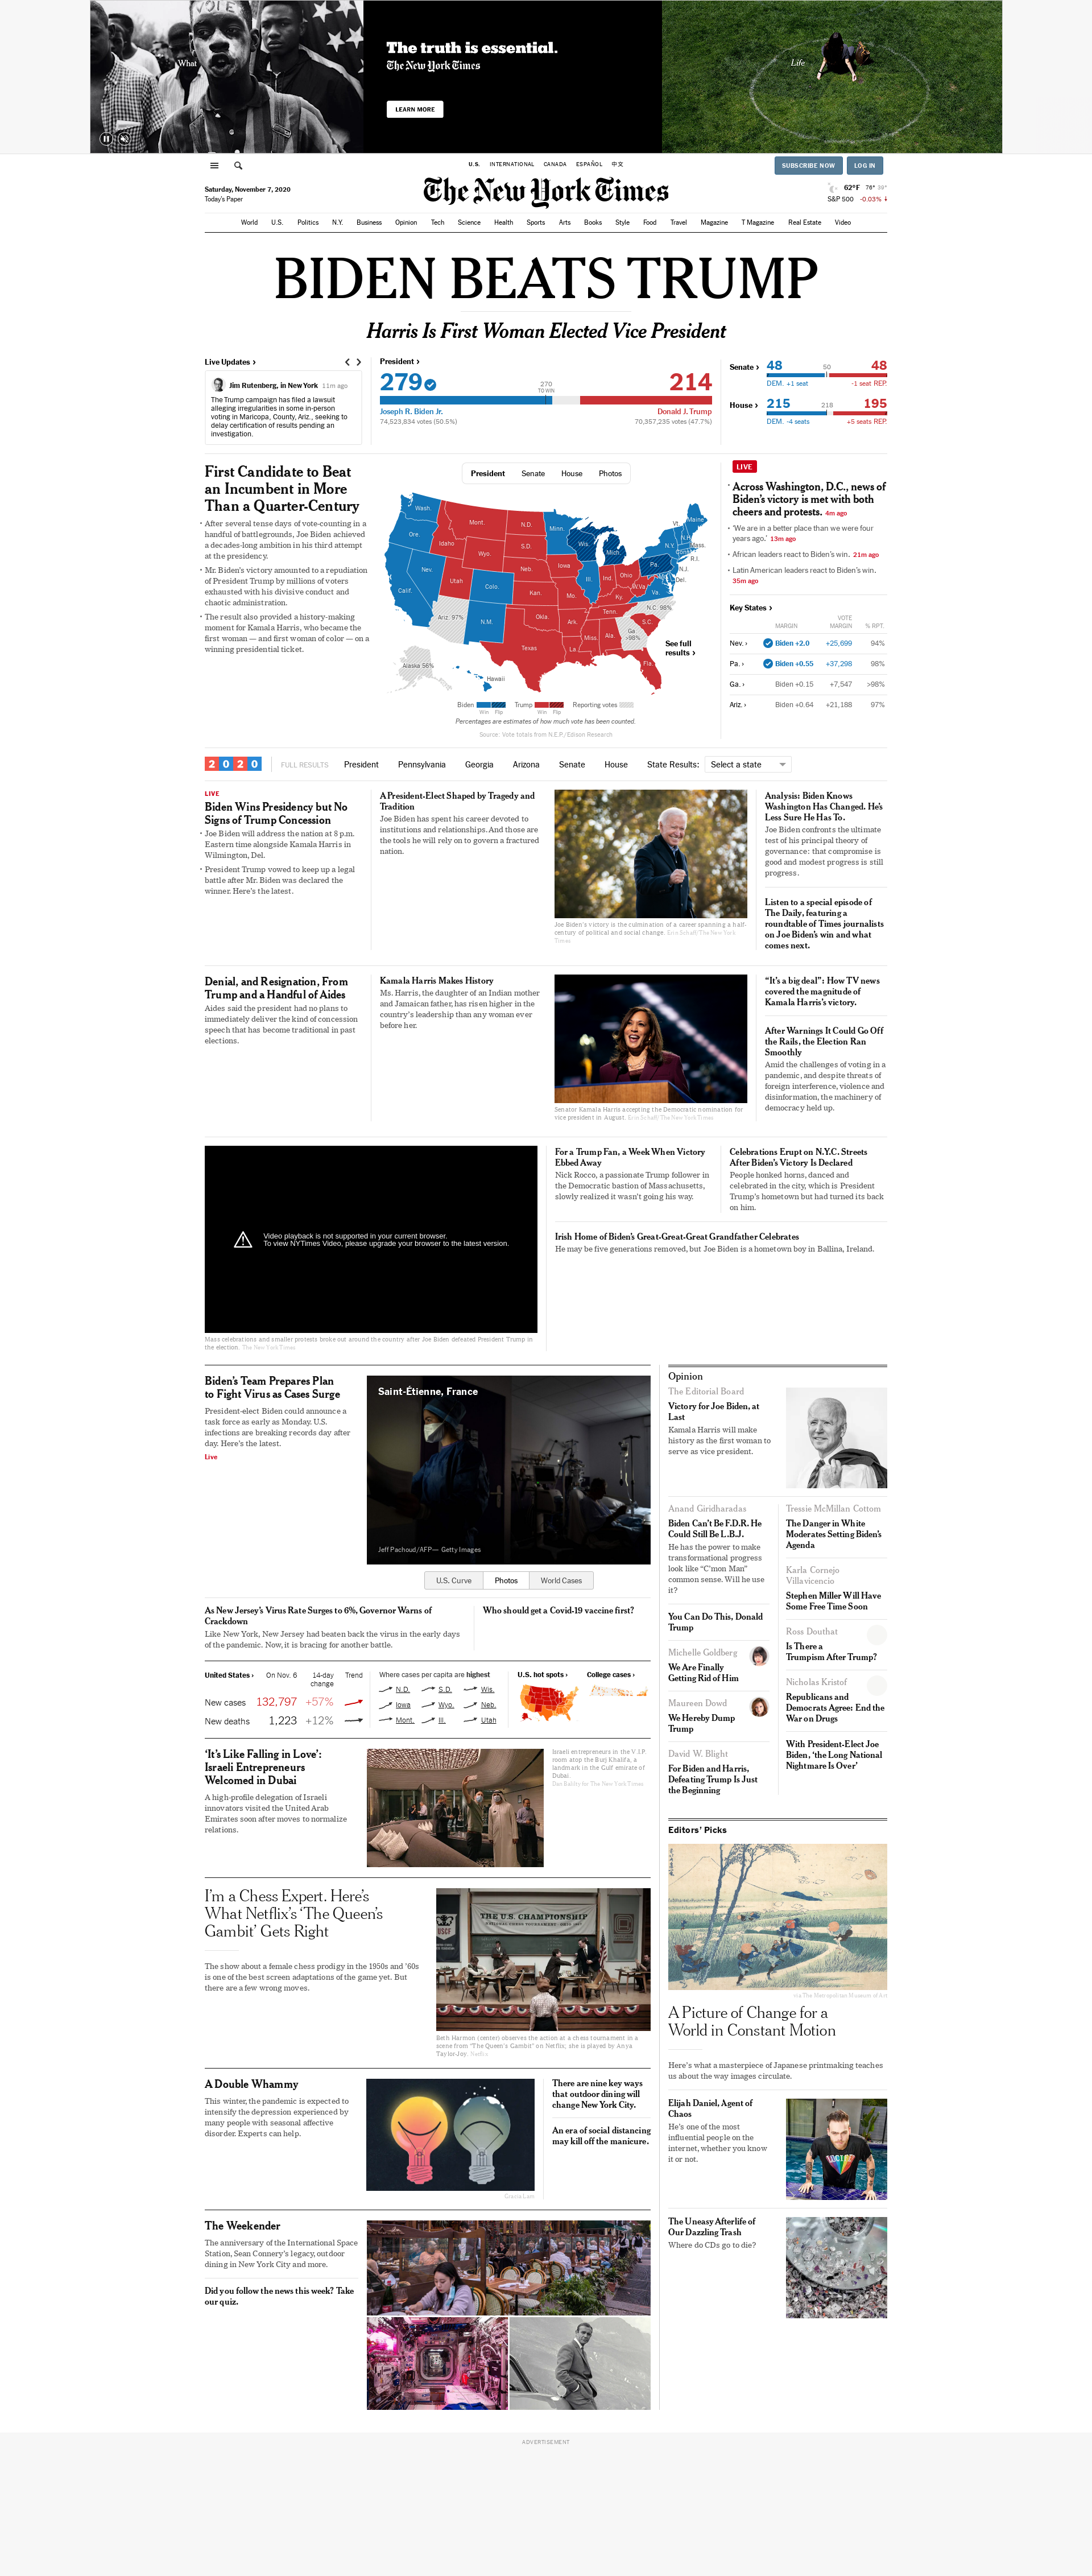 What
The truth is essential.
The New York Times
LEARN MORE
Life
U.S. INTERNATIONAL CANADA ESPAÑOL 中文
SUBSCRIBE NOW LOG IN
Saturday, November 7, 2020
Today's Paper
The New York Times
62°F 76° 39°
S&P 500 -0.03%
World U.S. Politics N.Y. Business Opinion Tech Science Health Sports Arts Books Style Food Travel Magazine T Magazine Real Estate Video
BIDEN BEATS TRUMP
Harris Is First Woman Elected Vice President
Live Updates ›
Jim Rutenberg, in New York 11m ago
The Trump campaign has filed a lawsuit
alleging irregularities in some in-person
voting in Maricopa, County, Ariz., seeking to
delay certification of results pending an
investigation.
President ›
279 270 TO WIN 214
Joseph R. Biden Jr. Donald J. Trump
74,523,834 votes (50.5%) 70,357,235 votes (47.7%)
Senate › 48 50 48
DEM. +1 seat -1 seat REP.
House › 215 218 195
DEM. -4 seats +5 seats REP.
First Candidate to Beat
an Incumbent in More
Than a Quarter-Century
After several tense days of vote-counting in a
handful of battlegrounds, Joe Biden achieved
a decades-long ambition in his third attempt
at the presidency.
Mr. Biden's victory amounted to a repudiation
of President Trump by millions of voters
exhausted with his divisive conduct and
chaotic administration.
The result also provided a history-making
moment for Kamala Harris, who became the
first woman — and first woman of color — on a
winning presidential ticket.
President Senate House Photos
Wash.
Mont.
N.D.
Minn.
Maine
Vt.
Ore.
Idaho
S.D.
Wis.
Mich.
N.Y.
N.H.
Mass.
Conn.
R.I.
Wyo.
Neb.
Iowa
Pa.
N.J.
Nev.
Utah
Colo.
Ill.
Ind.
Ohio
W.Va.
Del.
Calif.
Kan.
Mo.
Ky.
Va.
Ariz. 97%
N.M.
Okla.
Ark.
Tenn.
N.C. 98%
S.C.
Texas
La.
Miss.
Ala.
Ga.
>98%
Fla.
Alaska 56%
Hawaii
See full
results ›
Biden Trump Reporting votes
Win Flip Win Flip
Percentages are estimates of how much vote has been counted.
Source: Vote totals from N.E.P./Edison Research
LIVE
Across Washington, D.C., news of
Biden's victory is met with both
cheers and protests. 4m ago
'We are in a better place than we were four
years ago.' 13m ago
African leaders react to Biden's win. 21m ago
Latin American leaders react to Biden's win.
35m ago
Key States ›
MARGIN VOTE MARGIN % RPT.
Nev. › Biden +2.0 +25,699 94%
Pa. › Biden +0.55 +37,298 98%
Ga. › Biden +0.15 +7,547 >98%
Ariz. › Biden +0.64 +21,188 97%
2020 FULL RESULTS President Pennsylvania Georgia Arizona Senate House State Results: Select a state
LIVE
Biden Wins Presidency but No
Signs of Trump Concession
Joe Biden will address the nation at 8 p.m.
Eastern time alongside Kamala Harris in
Wilmington, Del.
President Trump vowed to keep up a legal
battle after Mr. Biden was declared the
winner. Here's the latest.
A President-Elect Shaped by Tragedy and
Tradition
Joe Biden has spent his career devoted to
institutions and relationships. And those are
the tools he will rely on to govern a fractured
nation.
Joe Biden's victory is the culmination of a career spanning a half-
century of political and social change. Erin Schaff/The New York
Times
Analysis: Biden Knows
Washington Has Changed. He's
Less Sure He Has To.
Joe Biden confronts the ultimate
test of his principal theory of
governance: that compromise is
good and modest progress is still
progress.
Listen to a special episode of
The Daily, featuring a
roundtable of Times journalists
on Joe Biden's win and what
comes next.
Denial, and Resignation, From
Trump and a Handful of Aides
Aides said the president had no plans to
immediately deliver the kind of concession
speech that has become traditional in past
elections.
Kamala Harris Makes History
Ms. Harris, the daughter of an Indian mother
and Jamaican father, has risen higher in the
country's leadership than any woman ever
before her.
Senator Kamala Harris accepting the Democratic nomination for
vice president in August. Erin Schaff/The New York Times
"It's a big deal": How TV news
covered the magnitude of
Kamala Harris's victory.
After Warnings It Could Go Off
the Rails, the Election Ran
Smoothly
Amid the challenges of voting in a
pandemic, and despite threats of
foreign interference, violence and
disinformation, the machinery of
democracy held up.
Video playback is not supported in your current browser.
To view NYTimes Video, please upgrade your browser to the latest version.
Mass celebrations and smaller protests broke out around the country after Joe Biden defeated President Trump in
the election. The New York Times
For a Trump Fan, a Week When Victory
Ebbed Away
Nick Rocco, a passionate Trump follower in
the Democratic bastion of Massachusetts,
slowly realized it wasn't going his way.
Celebrations Erupt on N.Y.C. Streets
After Biden's Victory Is Declared
People honked horns, danced and
celebrated in the city, which is President
Trump's hometown but had turned its back
on him.
Irish Home of Biden's Great-Great-Great Grandfather Celebrates
He may be five generations removed, but Joe Biden is a hometown boy in Ballina, Ireland.
Biden's Team Prepares Plan
to Fight Virus as Cases Surge
President-elect Biden could announce a
task force as early as Monday. U.S.
infections are breaking records day after
day. Here's the latest.
Live
Saint-Étienne, France
Jeff Pachoud/AFP— Getty Images
U.S. Curve Photos World Cases
As New Jersey's Virus Rate Surges to 6%, Governor Warns of
Crackdown
Like New York, New Jersey had beaten back the virus in the early days
of the pandemic. Now, it is bracing for another battle.
Who should get a Covid-19 vaccine first?
United States › On Nov. 6 14-day change Trend
New cases 132,797 +57%
New deaths 1,223 +12%
Where cases per capita are highest
N.D. S.D. Wis.
Iowa Wyo. Neb.
Mont. Ill. Utah
U.S. hot spots › College cases ›
'It's Like Falling in Love':
Israeli Entrepreneurs
Welcomed in Dubai
A high-profile delegation of Israeli
innovators visited the United Arab
Emirates soon after moves to normalize
relations.
Israeli entrepreneurs in the V.I.P.
room atop the Burj Khalifa, a
landmark in the Gulf emirate of
Dubai.
Dan Balilty for The New York Times
I'm a Chess Expert. Here's
What Netflix's 'The Queen's
Gambit' Gets Right
The show about a female chess prodigy in the 1950s and '60s
is one of the best screen adaptations of the game yet. But
there are a few wrong moves.
USCF
THE U.S. CHAMPIONSHIP
Beth Harmon (center) observes the action at a chess tournament in a
scene from "The Queen's Gambit" on Netflix; she is played by Anya
Taylor-Joy. Netflix
A Double Whammy
This winter, the pandemic is expected to
intensify the depression experienced by
many people with seasonal affective
disorder. Experts can help.
Gracia Lam
There are nine key ways
that outdoor dining will
change New York City.
An era of social distancing
may kill off the manicure.
The Weekender
The anniversary of the International Space
Station, Sean Connery's legacy, outdoor
dining in New York City and more.
Did you follow the news this week? Take
our quiz.
Opinion
The Editorial Board
Victory for Joe Biden, at
Last
Kamala Harris will make
history as the first woman to
serve as vice president.
Anand Giridharadas
Biden Can't Be F.D.R. He
Could Still Be L.B.J.
He has the power to make
transformational progress
look like "C'mon Man"
common sense. Will he use
it?
You Can Do This, Donald
Trump
Michelle Goldberg
We Are Finally
Getting Rid of Him
Maureen Dowd
We Hereby Dump
Trump
David W. Blight
For Biden and Harris,
Defeating Trump Is Just
the Beginning
Tressie McMillan Cottom
The Danger in White
Moderates Setting Biden's
Agenda
Karla Cornejo
Villavicencio
Stephen Miller Will Have
Some Free Time Soon
Ross Douthat
Is There a
Trumpism After Trump?
Nicholas Kristof
Republicans and
Democrats Agree: End the
War on Drugs
With President-Elect Joe
Biden, 'the Long National
Nightmare Is Over'
Editors' Picks
via The Metropolitan Museum of Art
A Picture of Change for a
World in Constant Motion
Here's what a masterpiece of Japanese printmaking teaches
us about the way images circulate.
Elijah Daniel, Agent of
Chaos
He's one of the most
influential people on the
internet, whether you know
it or not.
The Uneasy Afterlife of
Our Dazzling Trash
Where do CDs go to die?
ADVERTISEMENT